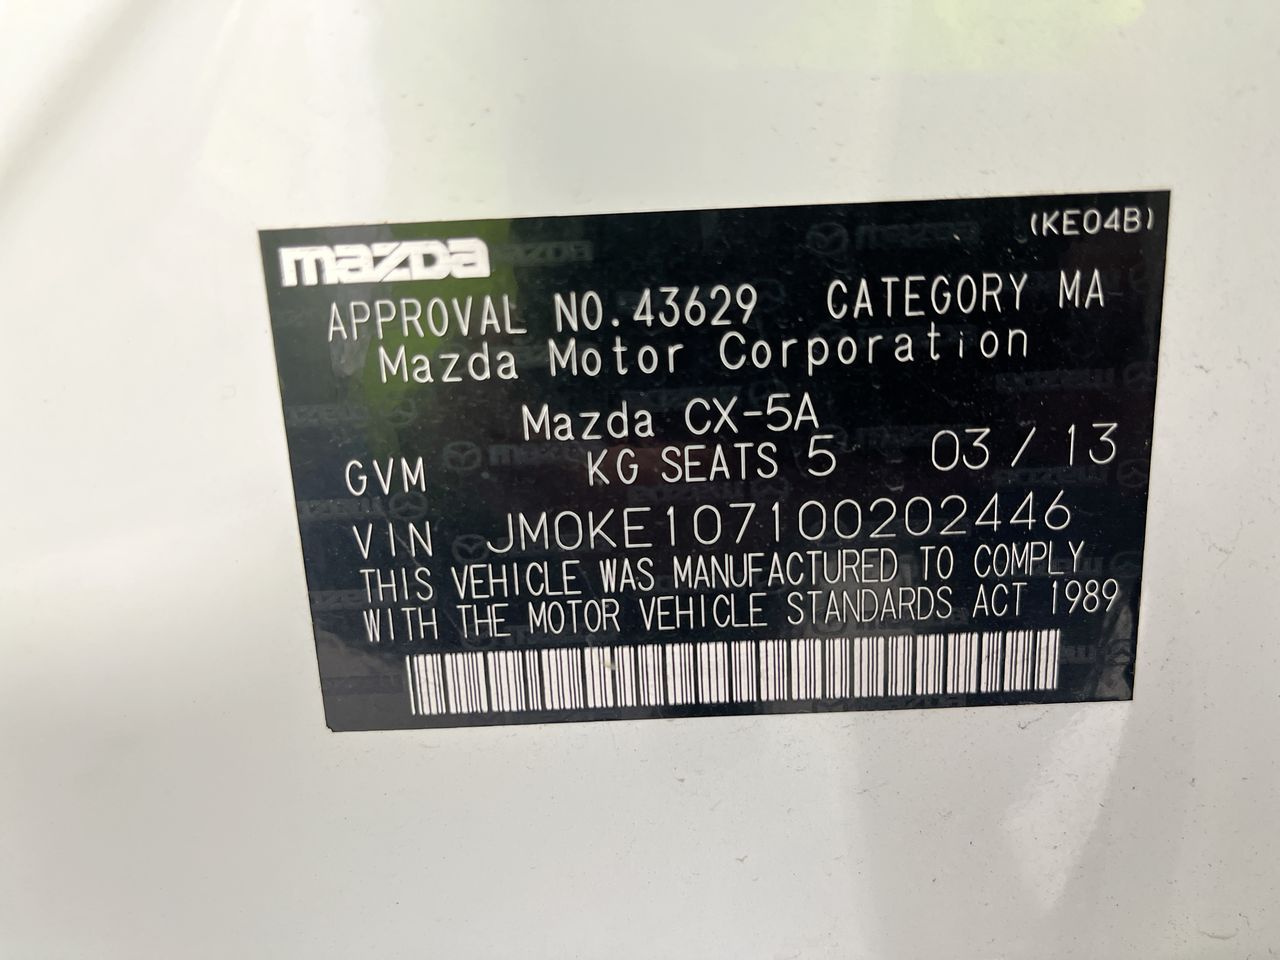 (KE04B)
mazda
APPROVAL NO.43629 CATEGORY MA
Mazda Motor Corporation
Mazda CX-5A
GVM KG SEATS 5 03/13
VIN JM0KE107100202446
THIS VEHICLE WAS MANUFACTURED TO COMPLY
WITH THE MOTOR VEHICLE STANDARDS ACT 1989